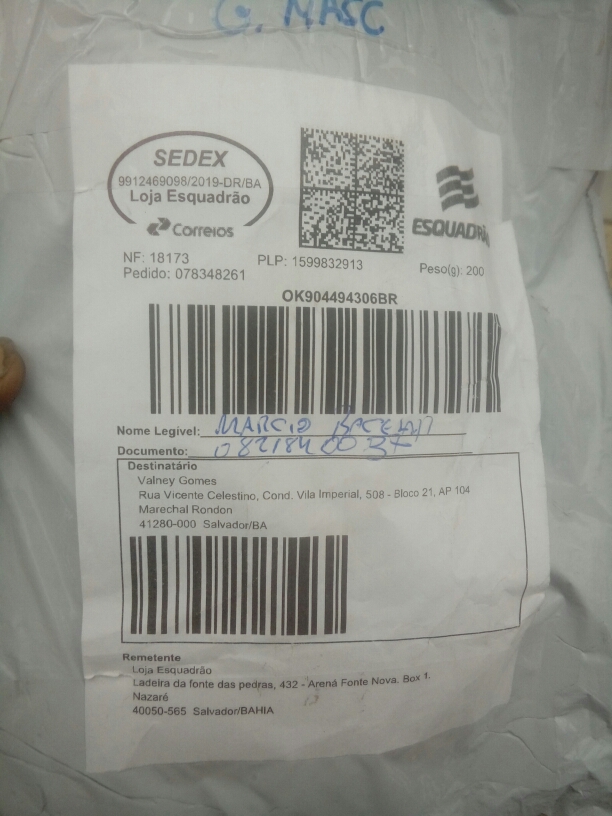 C. MASC
SEDEX
9912469098/2019-DR/BA
Loja Esquadrão
Correios
ESQUADRÃO
NF: 18173
PLP: 1599832913
Peso(g): 200
Pedido: 078348261
OK904494306BR
Nome Legível: MARCIO
Documento:
Destinatário
Valney Gomes
Rua Vicente Celestino, Cond. Vila Imperial, 508 - Bloco 21, AP 104
Marechal Rondon
41280-000 Salvador/BA
Remetente
Loja Esquadrão
Ladeira da fonte das pedras, 432 - Arena Fonte Nova. Box 1.
Nazaré
40050-565 Salvador/BAHIA